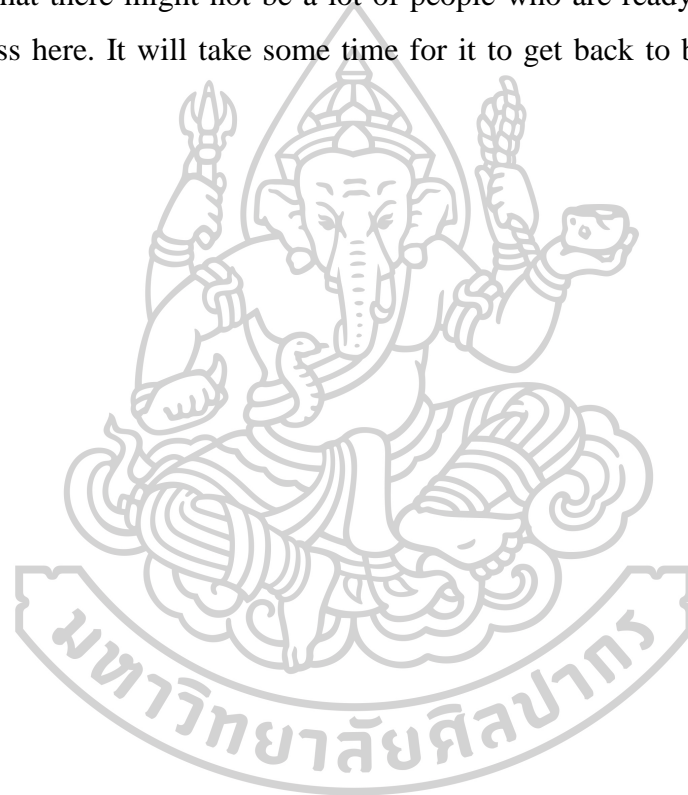 hat there might not be a lot of people who are ready
ss here. It will take some time for it to get back to b
มหาวิทยาลัยศิลปากร